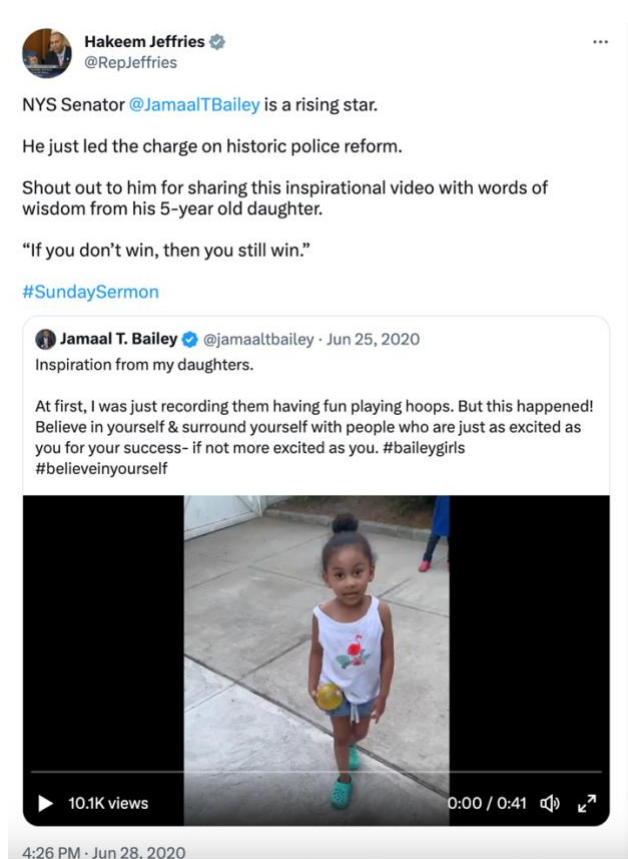 Hakeem Jeffries
@RepJeffries
NYS Senator @JamaalTBailey is a rising star.
He just led the charge on historic police reform.
Shout out to him for sharing this inspirational video with words of
wisdom from his 5-year old daughter.
“If you don’t win, then you still win.”
#SundaySermon
Jamaal T. Bailey @jamaaltbailey · Jun 25, 2020
Inspiration from my daughters.
At first, I was just recording them having fun playing hoops. But this happened!
Believe in yourself & surround yourself with people who are just as excited as
you for your success- if not more excited as you. #baileygirls
#believeinyourself
10.1K views 0:00 / 0:41
4:26 PM · Jun 28, 2020